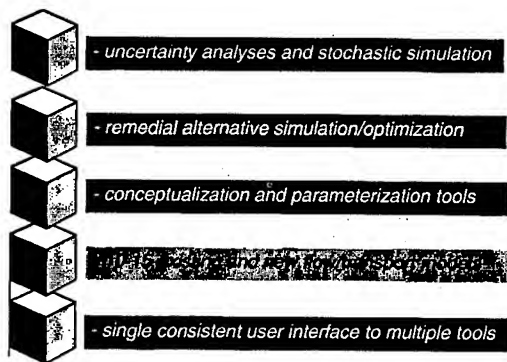 - uncertainty analyses and stochastic simulation
- remedial alternative simulation/optimization
- conceptualization and parameterization tools
- single consistent user interface to multiple tools